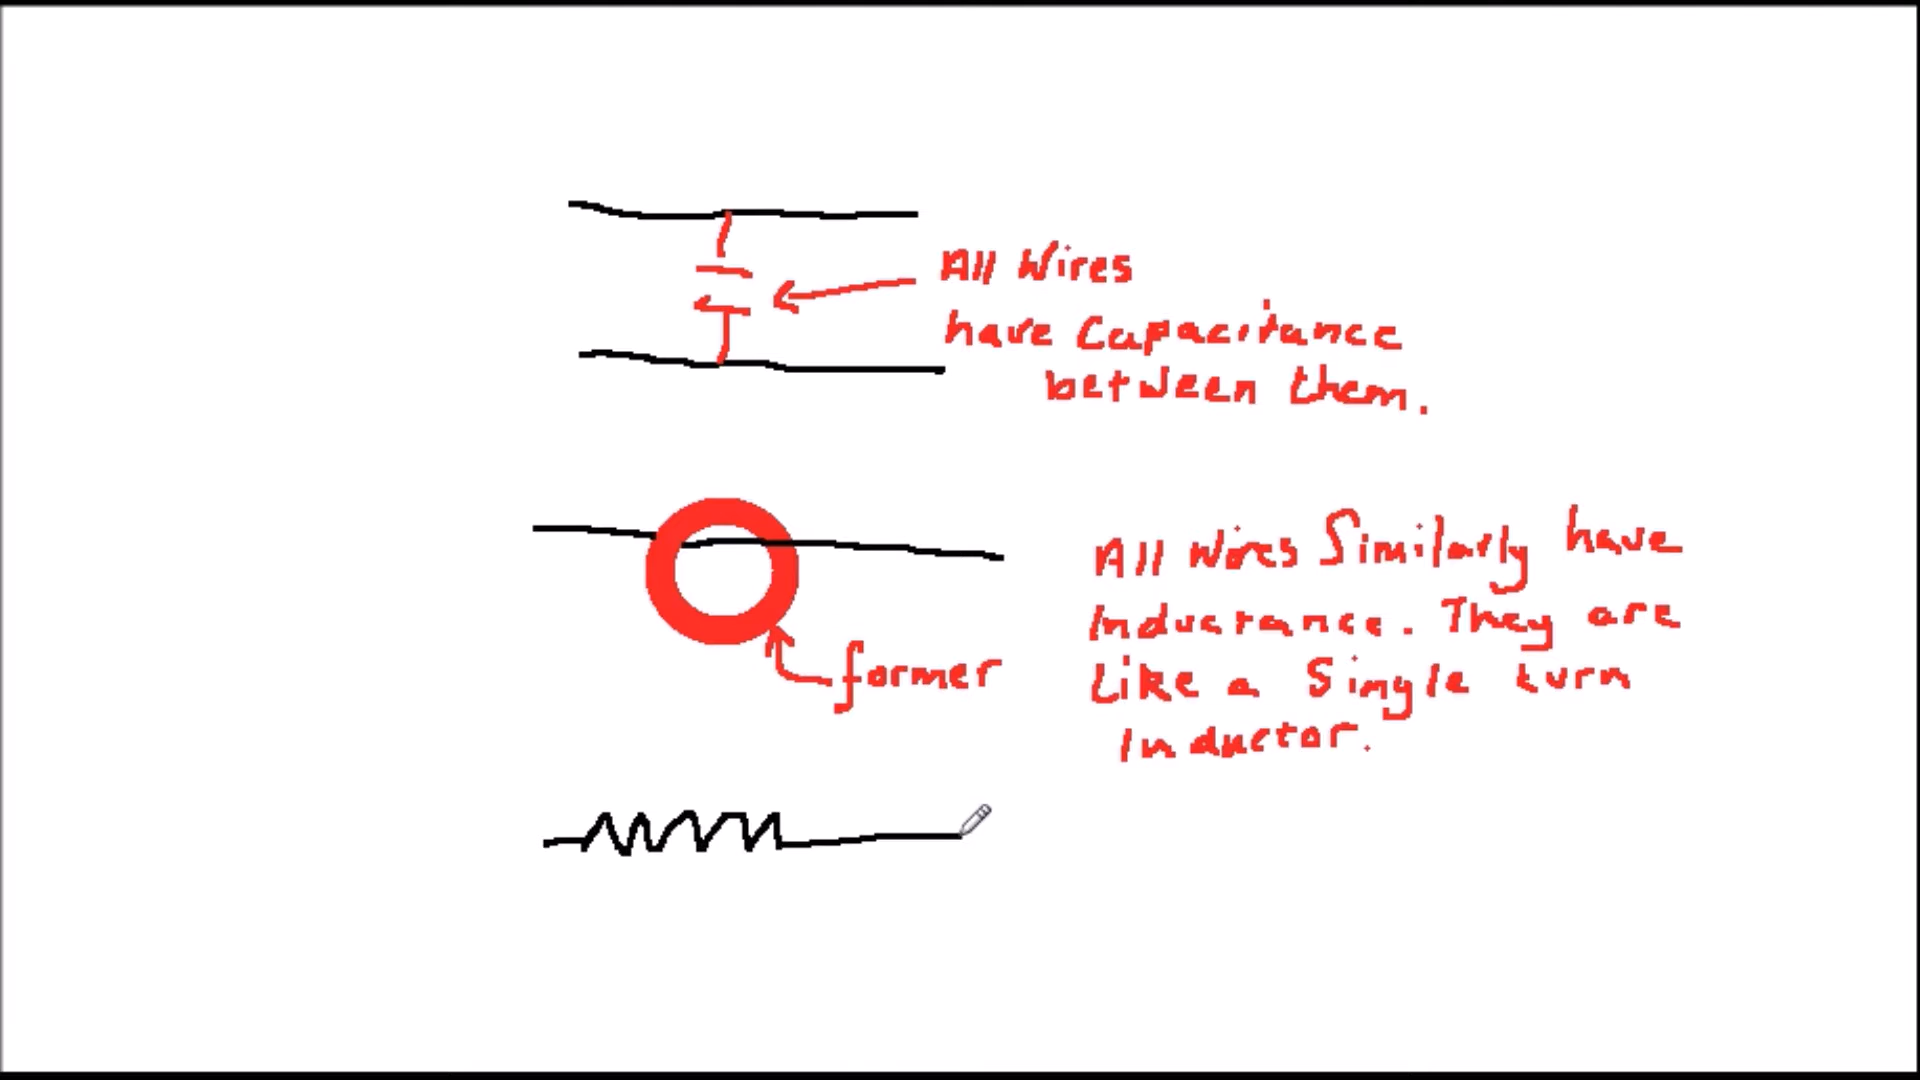 All Wires
have Capacitance
between them.
All Wires Similarly have
Inductance. They are
Like a Single turn
Inductor.
former